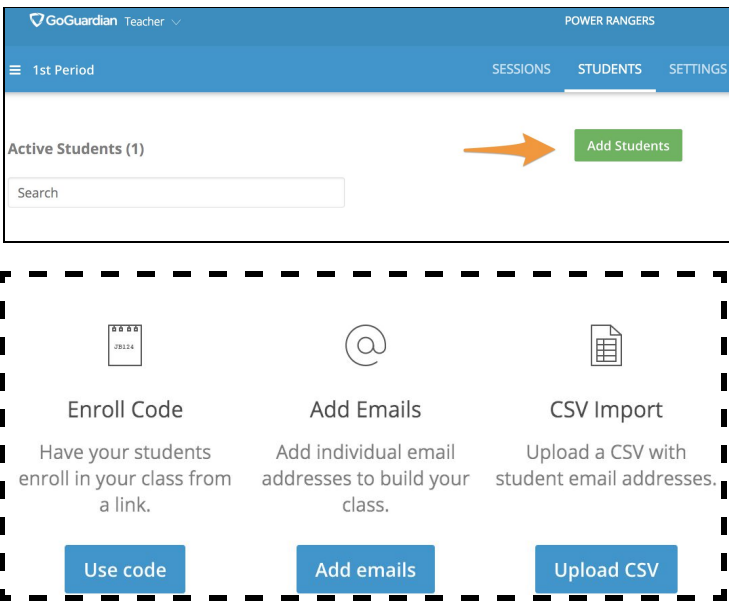 GoGuardian Teacher
POWER RANGERS
1st Period
SESSIONS STUDENTS SETTINGS
Active Students (1)
Add Students
Search
JB124
Enroll Code
Have your students
enroll in your class from
a link.
Use code
Add Emails
Add individual email
addresses to build your
class.
Add emails
CSV Import
Upload a CSV with
student email addresses.
Upload CSV